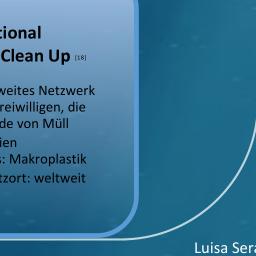 tional
Clean Up [18]
weites Netzwerk
reiwilligen, die
de von Müll
ien
s: Makroplastik
tzort: weltweit
Luisa Sera